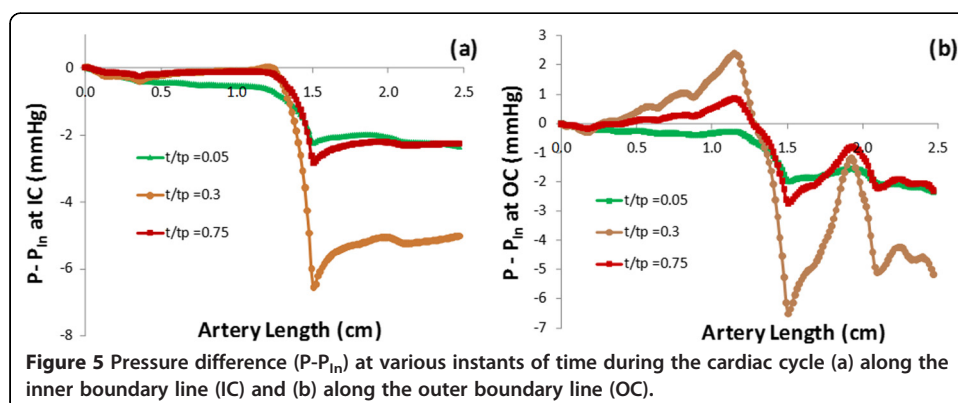 (a)
0
0.0
0.5
1.0
1.5
2.0
2.5
-2
-4
-6
-8
P- P_In at IC (mmHg)
t/tp =0.05
t/tp =0.3
t/tp =0.75
Artery Length (cm)
(b)
3
2
1
0
-1
-2
-3
-4
-5
-6
-7
0.0
0.5
1.0
1.5
2.0
2.5
P - P_In at OC (mmHg)
t/tp =0.05
t/tp =0.3
t/tp =0.75
Artery Length (cm)
Figure 5 Pressure difference (P-P_In) at various instants of time during the cardiac cycle (a) along the
inner boundary line (IC) and (b) along the outer boundary line (OC).